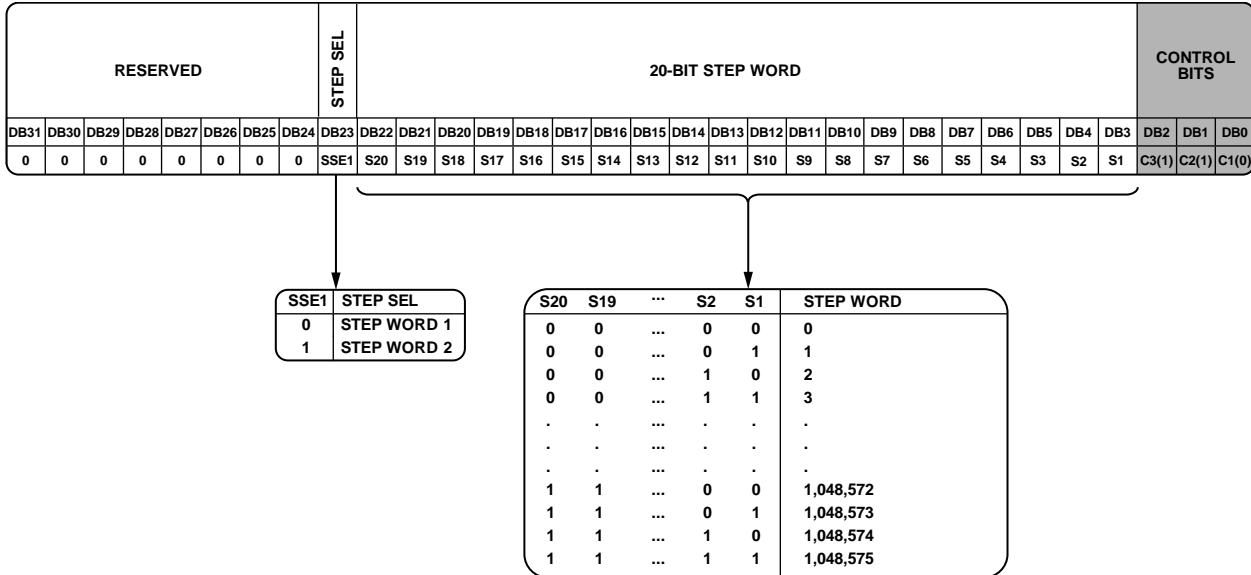 RESERVED STEP SEL 20-BIT STEP WORD CONTROL BITS
DB31 DB30 DB29 DB28 DB27 DB26 DB25 DB24 DB23 DB22 DB21 DB20 DB19 DB18 DB17 DB16 DB15 DB14 DB13 DB12 DB11 DB10 DB9 DB8 DB7 DB6 DB5 DB4 DB3 DB2 DB1 DB0
0 0 0 0 0 0 0 0 SSE1 S20 S19 S18 S17 S16 S15 S14 S13 S12 S11 S10 S9 S8 S7 S6 S5 S4 S3 S2 S1 C3(1) C2(1) C1(0)
SSE1 STEP SEL
0 STEP WORD 1
1 STEP WORD 2
S20 S19 ... S2 S1 STEP WORD
0 0 ... 0 0 0
0 0 ... 0 1 1
0 0 ... 1 0 2
0 0 ... 1 1 3
. . ... . . .
. . ... . . .
. . ... . . .
1 1 ... 0 0 1,048,572
1 1 ... 0 1 1,048,573
1 1 ... 1 0 1,048,574
1 1 ... 1 1 1,048,575